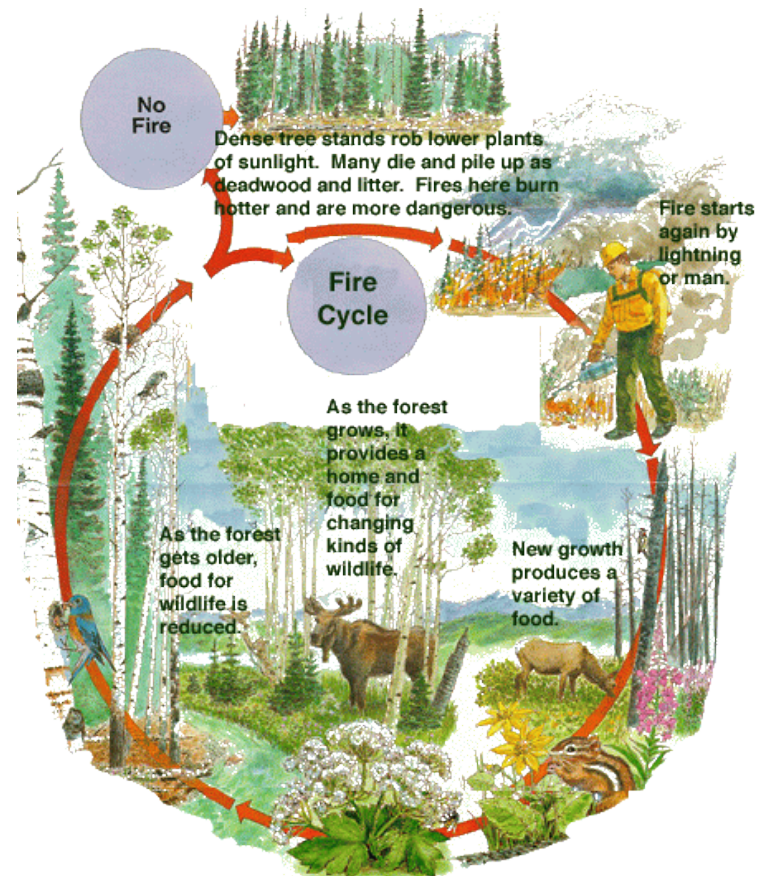 No
Fire
Dense tree stands rob lower plants
of sunlight. Many die and pile up as
deadwood and litter. Fires here burn
hotter and are more dangerous.
Fire starts
again by
lightning
or man.
Fire
Cycle
As the forest
grows, it
provides a
home and
food for
changing
kinds of
wildlife.
As the forest
gets older,
food for
wildlife is
reduced.
New growth
produces a
variety of
food.